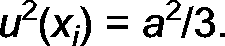 u²(xᵢ) = a²/3.